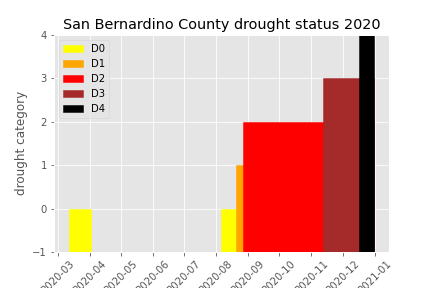 San Bernardino County drought status 2020
drought category
4
3
2
1
0
−1
D0
D1
D2
D3
D4
2020-03
2020-04
2020-05
2020-06
2020-07
2020-08
2020-09
2020-10
2020-11
2020-12
2021-01